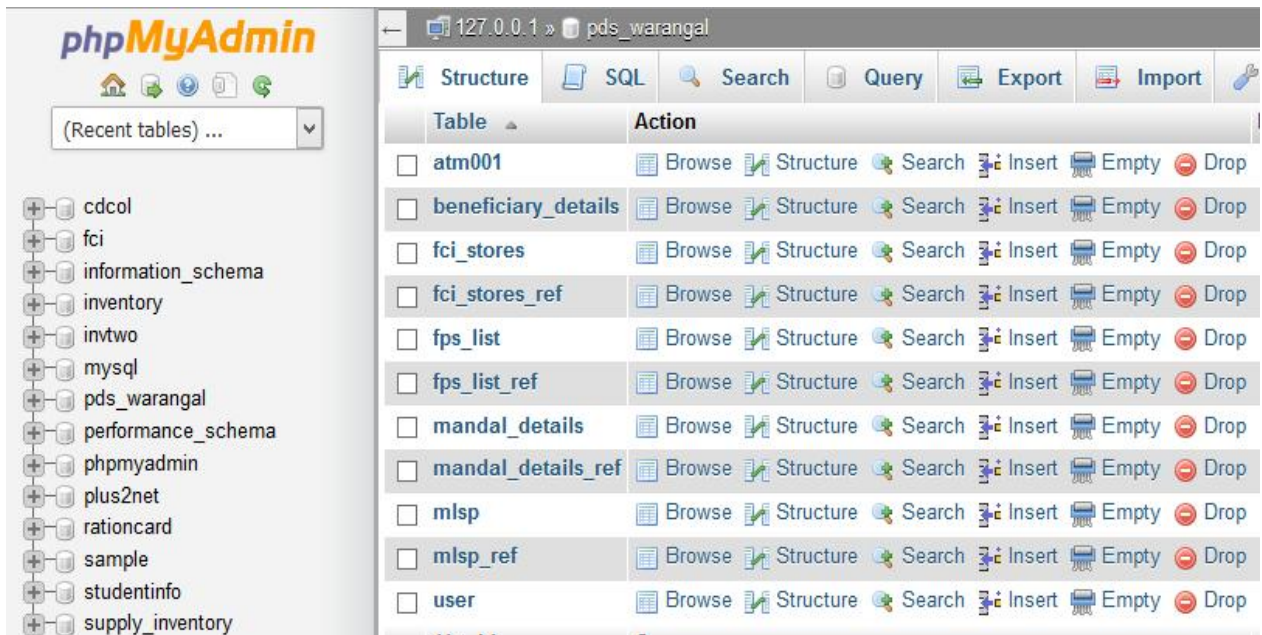 phpMyAdmin
(Recent tables) ...
cdcol
fci
information_schema
inventory
invtwo
mysql
pds_warangal
performance_schema
phpmyadmin
plus2net
rationcard
sample
studentinfo
supply_inventory
← 127.0.0.1 » pds_warangal
Structure SQL Search Query Export Import
Table Action
atm001 Browse Structure Search Insert Empty Drop
beneficiary_details Browse Structure Search Insert Empty Drop
fci_stores Browse Structure Search Insert Empty Drop
fci_stores_ref Browse Structure Search Insert Empty Drop
fps_list Browse Structure Search Insert Empty Drop
fps_list_ref Browse Structure Search Insert Empty Drop
mandal_details Browse Structure Search Insert Empty Drop
mandal_details_ref Browse Structure Search Insert Empty Drop
mlsp Browse Structure Search Insert Empty Drop
mlsp_ref Browse Structure Search Insert Empty Drop
user Browse Structure Search Insert Empty Drop